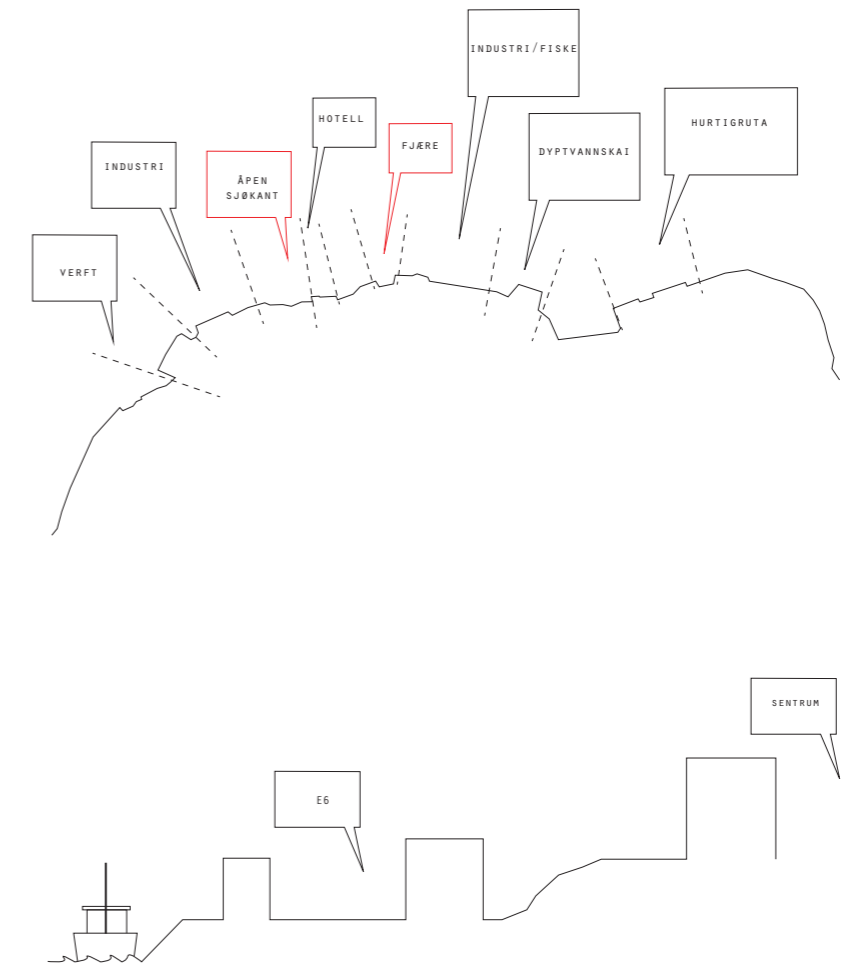 INDUSTRI/FISKE
HOTELL
HURTIGRUTA
FJÆRE
DYPTVANNSKAI
INDUSTRI
ÅPEN
SJØKANT
VERFT
SENTRUM
E6